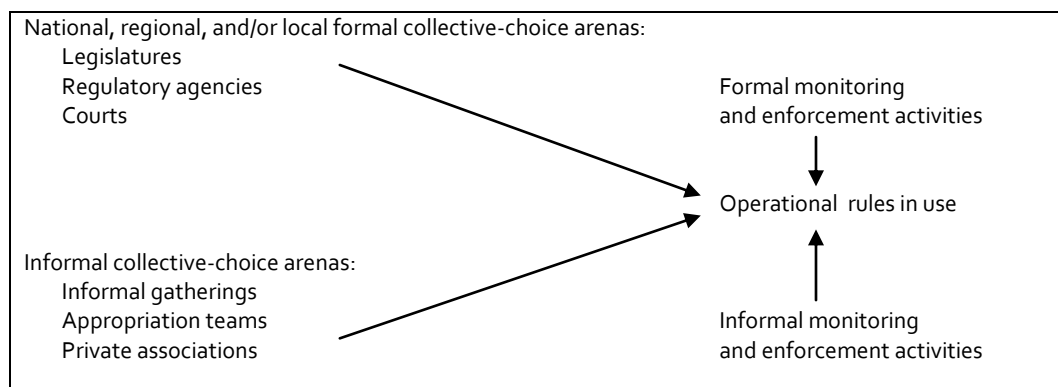 National, regional, and/or local formal collective-choice arenas:
Legislatures
Regulatory agencies
Courts
Formal monitoring
and enforcement activities
Operational rules in use
Informal collective-choice arenas:
Informal gatherings
Appropriation teams
Private associations
Informal monitoring
and enforcement activities